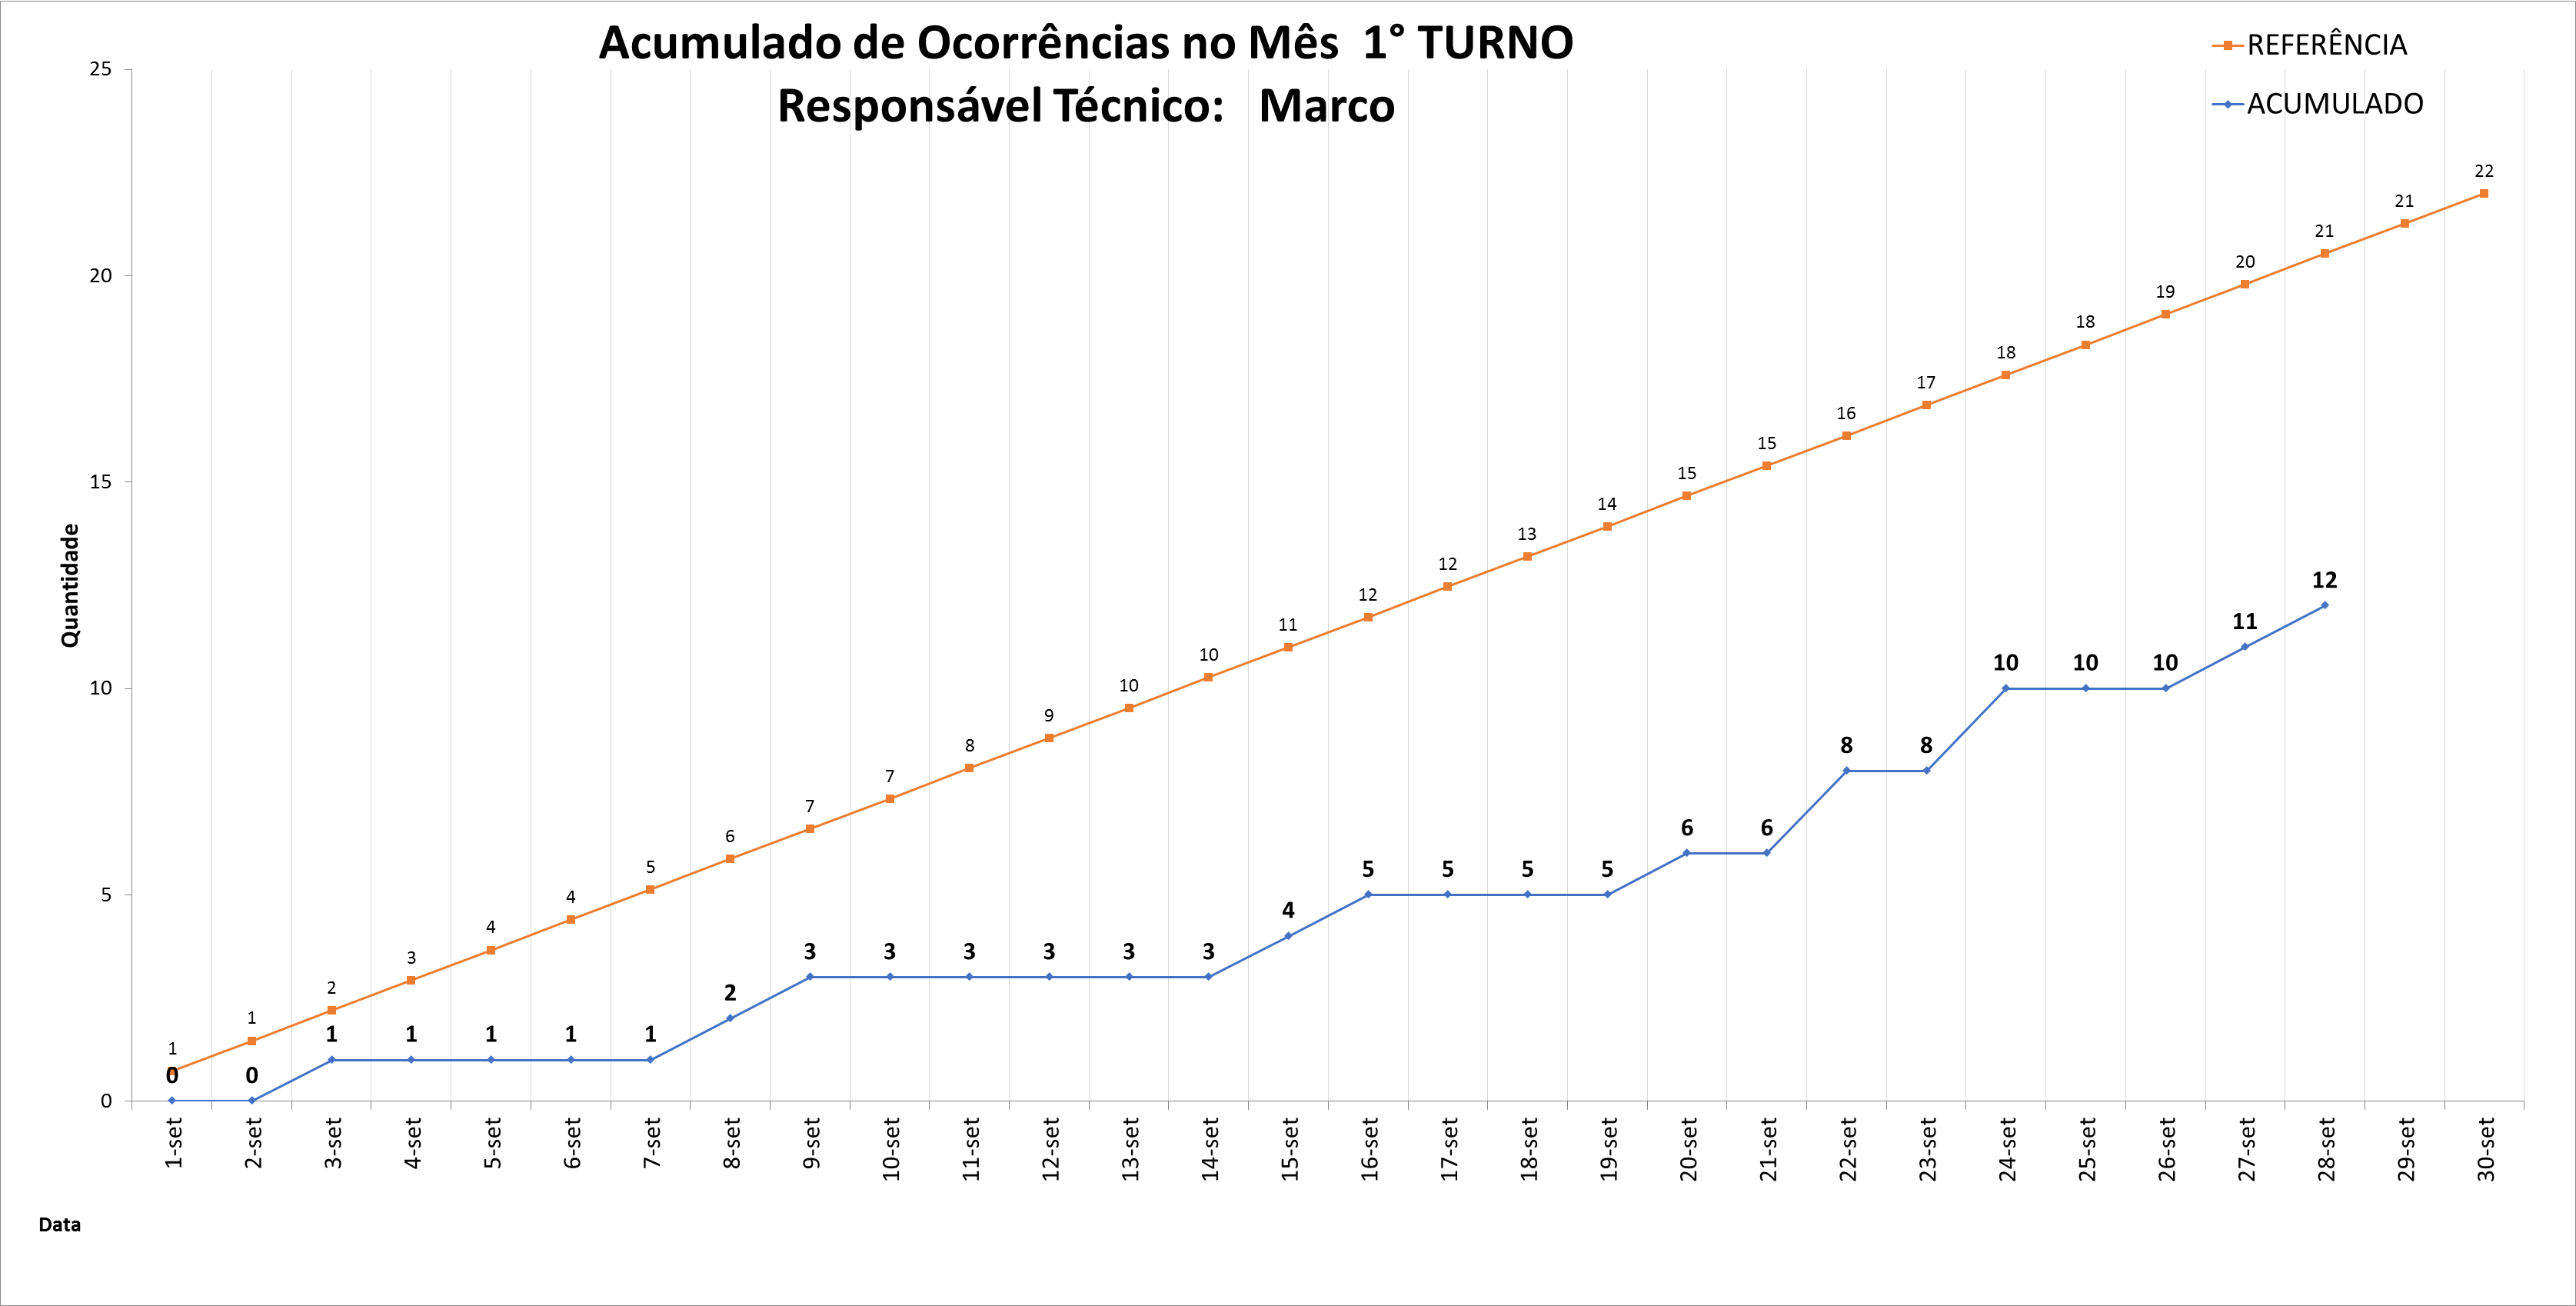 Acumulado de Ocorrências no Mês 1° TURNO
Responsável Técnico: Marco
REFERÊNCIA
ACUMULADO
Quantidade
25
20
15
10
5
0
1 1 2 3 4 4 5 6 7 7 8 9 10 10 11 12 12 13 14 15 15 16 17 18 18 19 20 21 21 22
0 0 1 1 1 1 1 2 3 3 3 3 3 3 4 5 5 5 5 6 6 8 8 10 10 10 11 12
1-set 2-set 3-set 4-set 5-set 6-set 7-set 8-set 9-set 10-set 11-set 12-set 13-set 14-set 15-set 16-set 17-set 18-set 19-set 20-set 21-set 22-set 23-set 24-set 25-set 26-set 27-set 28-set 29-set 30-set
Data